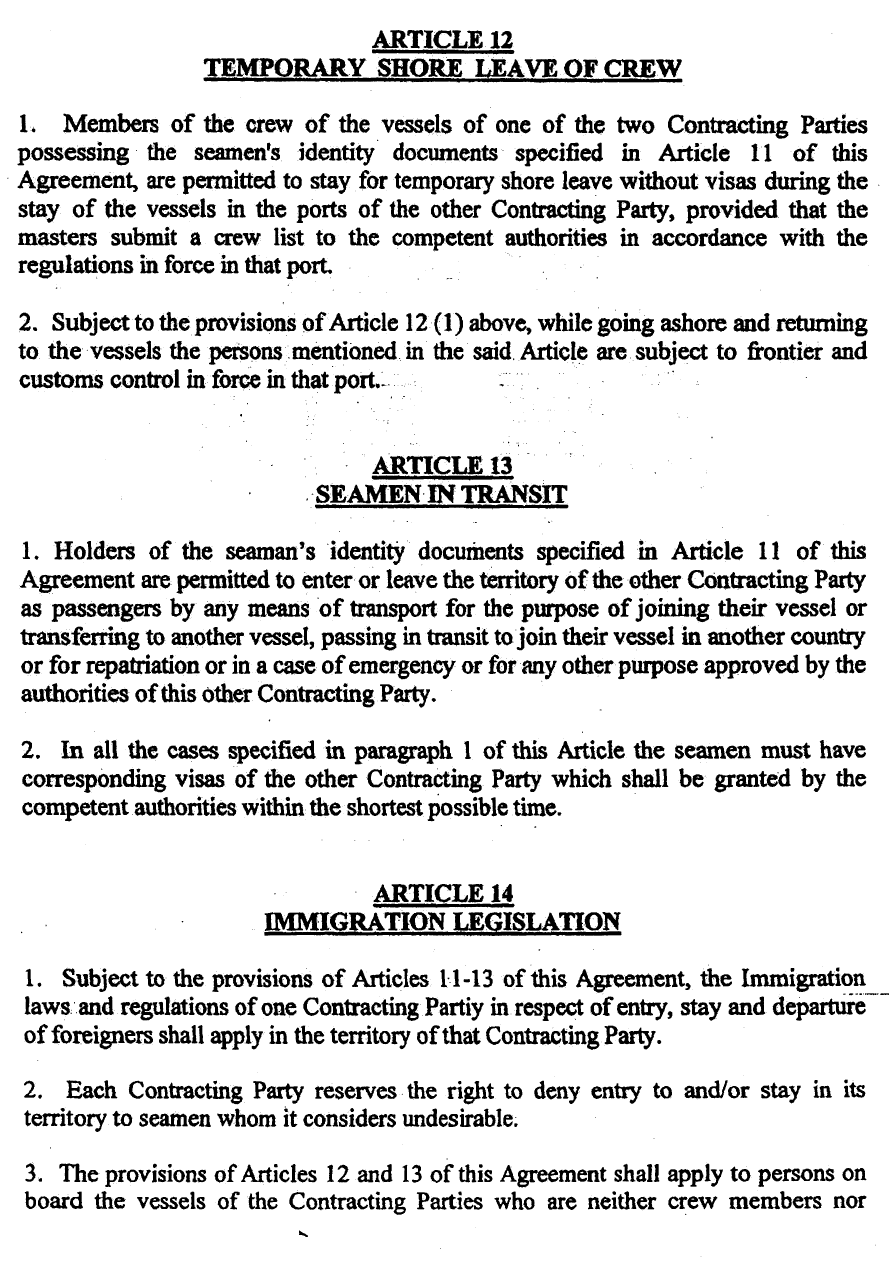 ARTICLE 12
TEMPORARY SHORE LEAVE OF CREW
1. Members of the crew of the vessels of one of the two Contracting Parties
possessing the seamen's identity documents specified in Article 11 of this
Agreement, are permitted to stay for temporary shore leave without visas during the
stay of the vessels in the ports of the other Contracting Party, provided that the
masters submit a crew list to the competent authorities in accordance with the
regulations in force in that port.
2. Subject to the provisions of Article 12 (1) above, while going ashore and returning
to the vessels the persons mentioned in the said Article are subject to frontier and
customs control in force in that port.
ARTICLE 13
SEAMEN IN TRANSIT
1. Holders of the seaman’s identity documents specified in Article 11 of this
Agreement are permitted to enter or leave the territory of the other Contracting Party
as passengers by any means of transport for the purpose of joining their vessel or
transferring to another vessel, passing in transit to join their vessel in another country
or for repatriation or in a case of emergency or for any other purpose approved by the
authorities of this other Contracting Party.
2. In all the cases specified in paragraph 1 of this Article the seamen must have
corresponding visas of the other Contracting Party which shall be granted by the
competent authorities within the shortest possible time.
ARTICLE 14
IMMIGRATION LEGISLATION
1. Subject to the provisions of Articles 11-13 of this Agreement, the Immigration
laws and regulations of one Contracting Partiy in respect of entry, stay and departure
of foreigners shall apply in the territory of that Contracting Party.
2. Each Contracting Party reserves the right to deny entry to and/or stay in its
territory to seamen whom it considers undesirable.
3. The provisions of Articles 12 and 13 of this Agreement shall apply to persons on
board the vessels of the Contracting Parties who are neither crew members nor